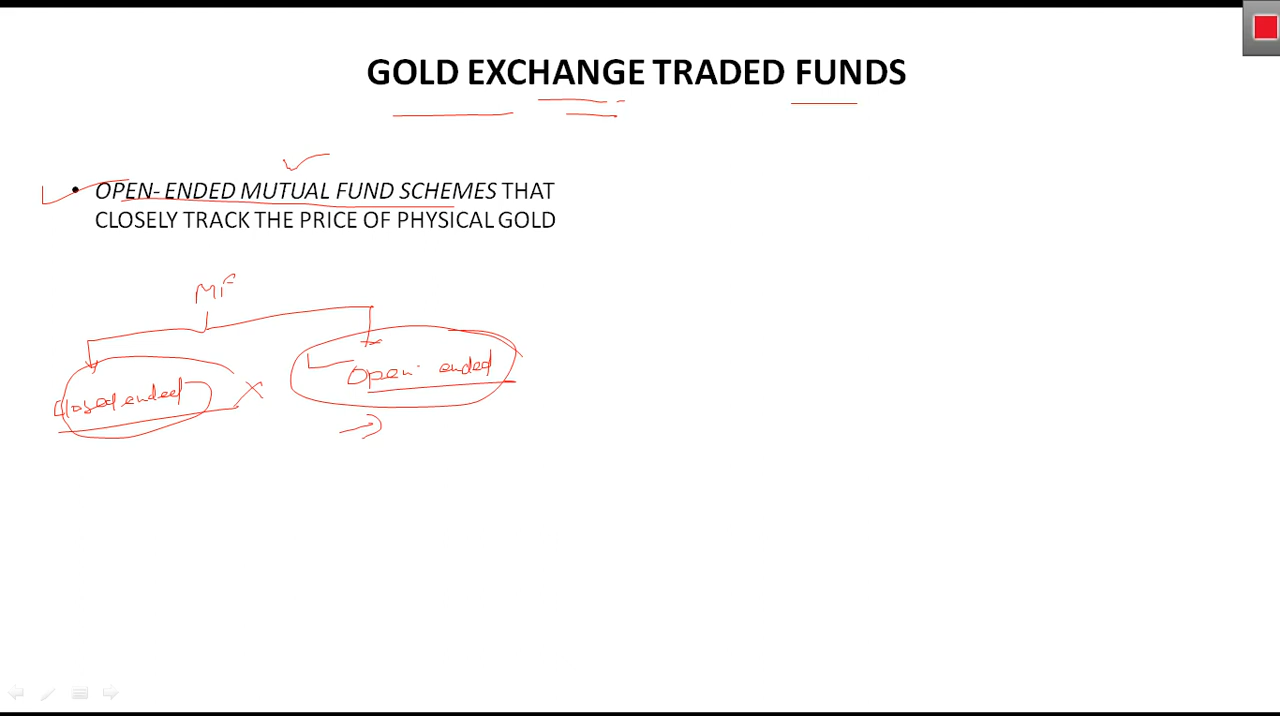 GOLD EXCHANGE TRADED FUNDS
• OPEN- ENDED MUTUAL FUND SCHEMES THAT
CLOSELY TRACK THE PRICE OF PHYSICAL GOLD
MF
Closed ended
Open ended